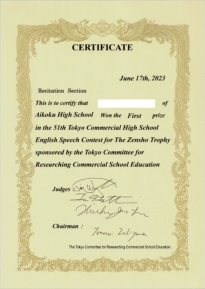 CERTIFICATE
June 17th, 2023
Recitation Section
This is to certify that of
Aikoku High School Won the First prize
in the 51th Tokyo Commercial High School
English Speech Contest for The Zensho Trophy
sponsored by the Tokyo Committee for
Researching Commercial School Education
Judges
Chairman :
The Tokyo Committee for Researching Commercial School Education